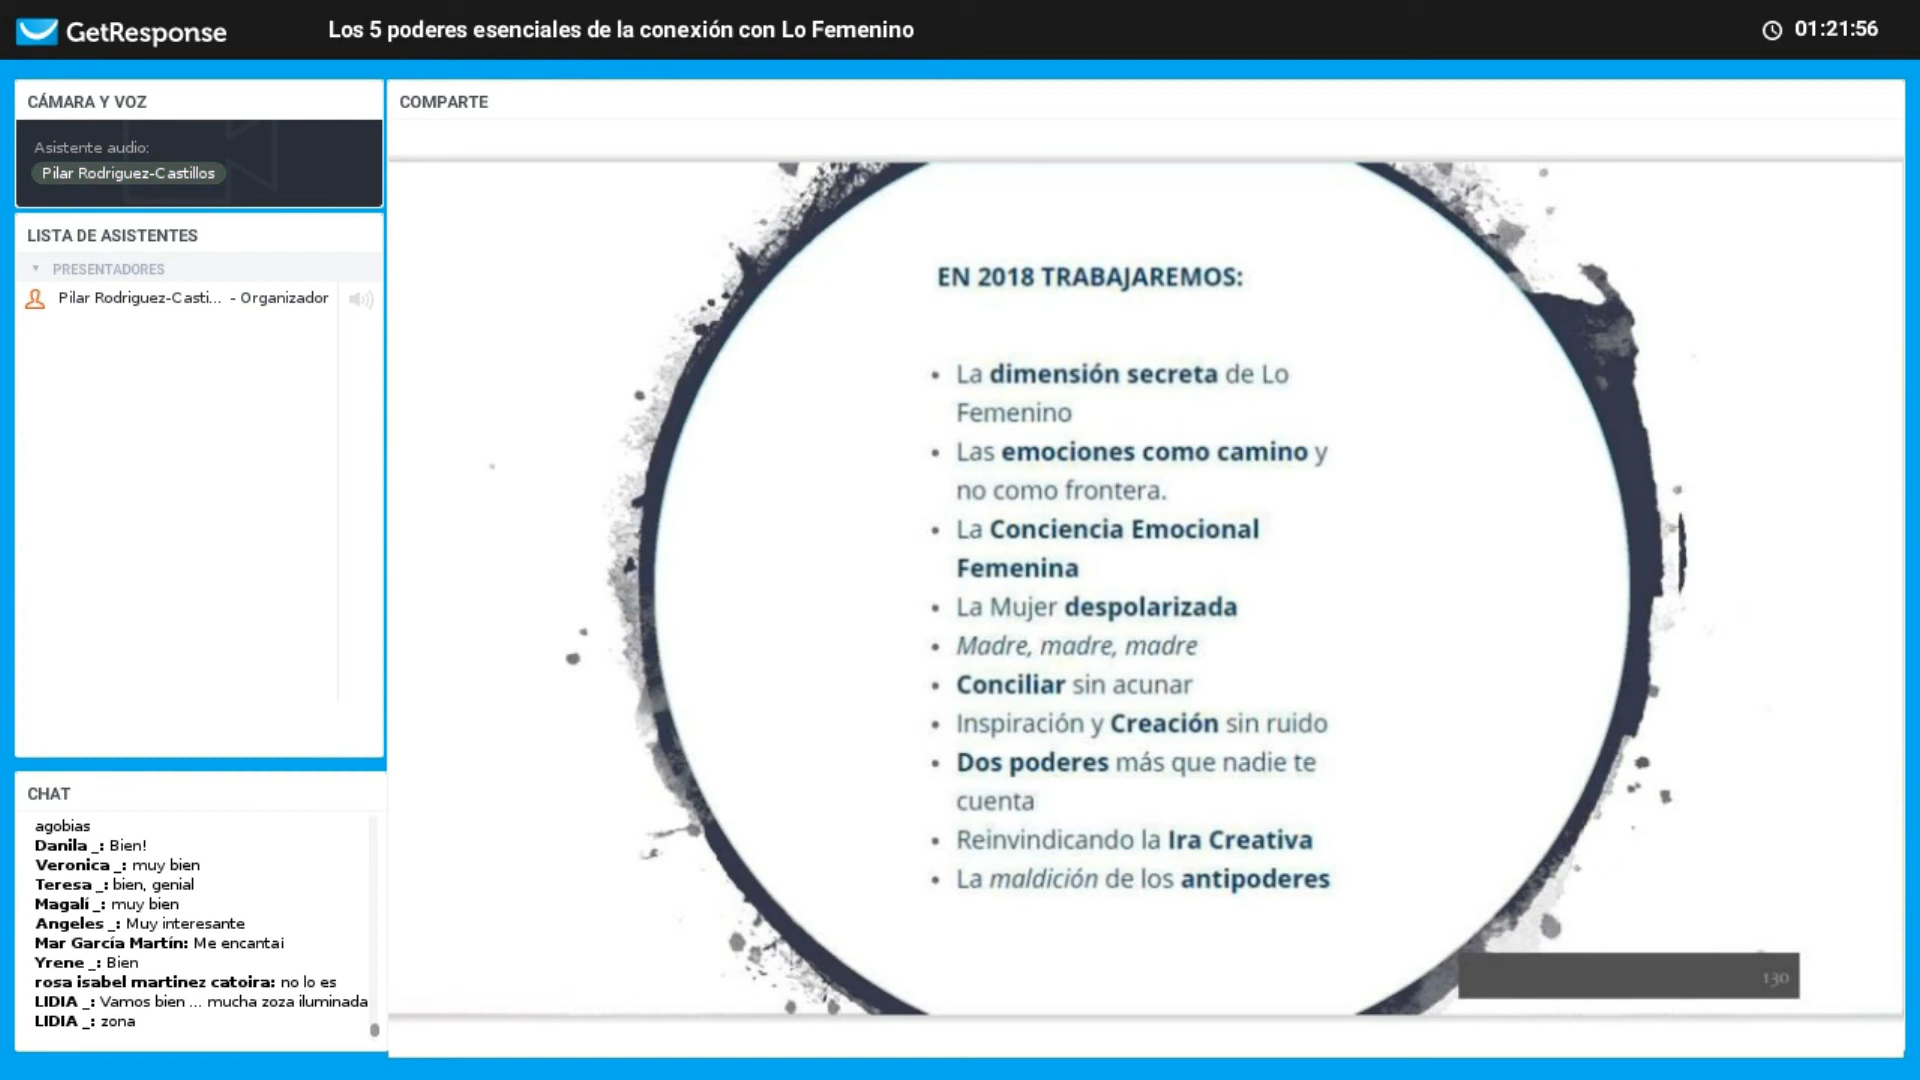 GetResponse
Los 5 poderes esenciales de la conexión con Lo Femenino
01:21:56
CÁMARA Y VOZ
Asistente audio:
Pilar Rodriguez-Castillos
LISTA DE ASISTENTES
PRESENTADORES
Pilar Rodriguez-Casti... - Organizador
CHAT
agobias
Danila _: Bien!
Veronica _: muy bien
Teresa _: bien, genial
Magalí _: muy bien
Angeles _: Muy interesante
Mar García Martín: Me encantai
Yrene _: Bien
rosa isabel martinez catoira: no lo es
LIDIA _: Vamos bien ... mucha zoza iluminada
LIDIA _: zona
COMPARTE
EN 2018 TRABAJAREMOS:
• La dimensión secreta de Lo
Femenino
• Las emociones como camino y
no como frontera.
• La Conciencia Emocional
Femenina
• La Mujer despolarizada
• Madre, madre, madre
• Conciliar sin acunar
• Inspiración y Creación sin ruido
• Dos poderes más que nadie te
cuenta
• Reinvindicando la Ira Creativa
• La maldición de los antipoderes
130